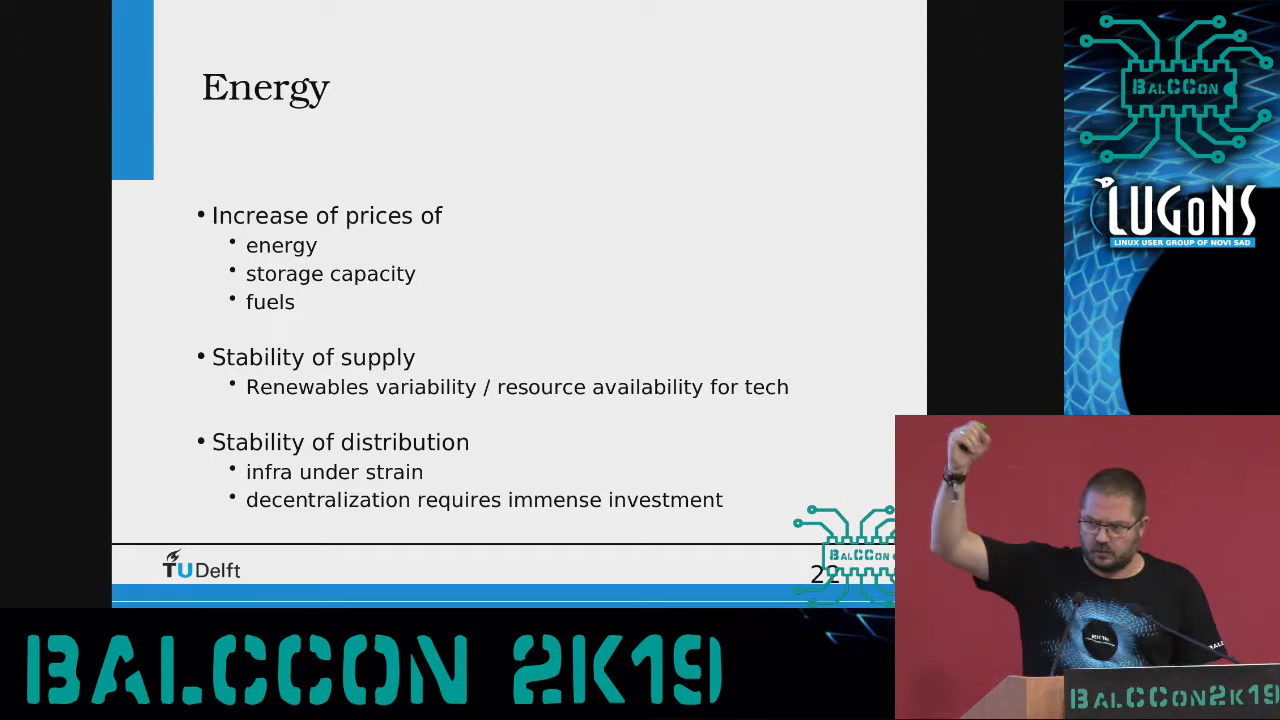 Energy
• Increase of prices of
• energy
• storage capacity
• fuels
• Stability of supply
• Renewables variability / resource availability for tech
• Stability of distribution
• infra under strain
• decentralization requires immense investment
TUDelft
22
BALCCON
BALCCON
LUGONS
LINUX USER GROUP OF NOVI SAD
2K19
BALCCON2K19
BALCCON 2K19